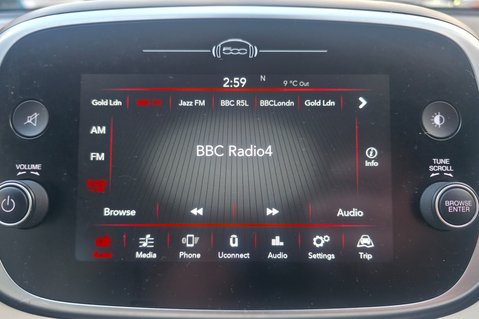 500
2:59 N 9 °C Out
Gold Ldn Jazz FM BBC R5L BBCLondn Gold Ldn
AM
FM
BBC Radio4
i Info
VOLUME
TUNE
SCROLL
BROWSE
ENTER
Browse Audio
Radio Media Phone Uconnect Audio Settings Trip